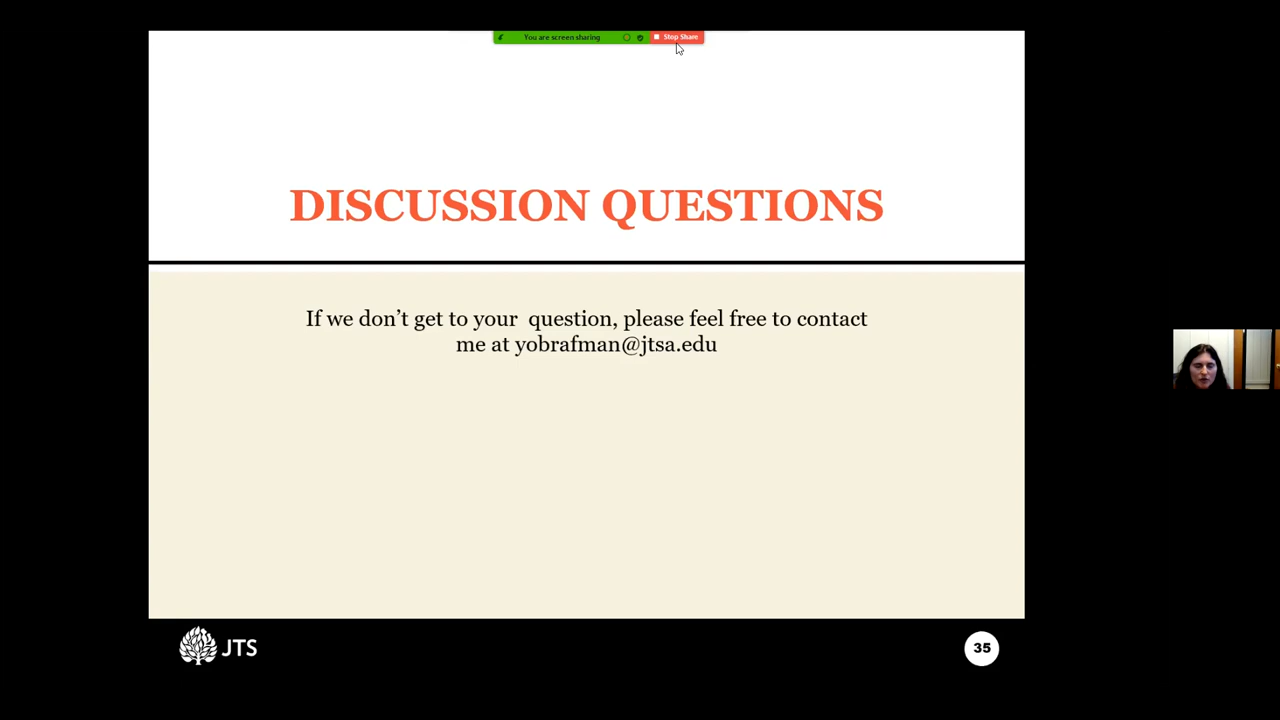 You are screen sharing
Stop Share
DISCUSSION QUESTIONS
If we don’t get to your  question, please feel free to contact
me at yobrafman@jtsa.edu
JTS
35